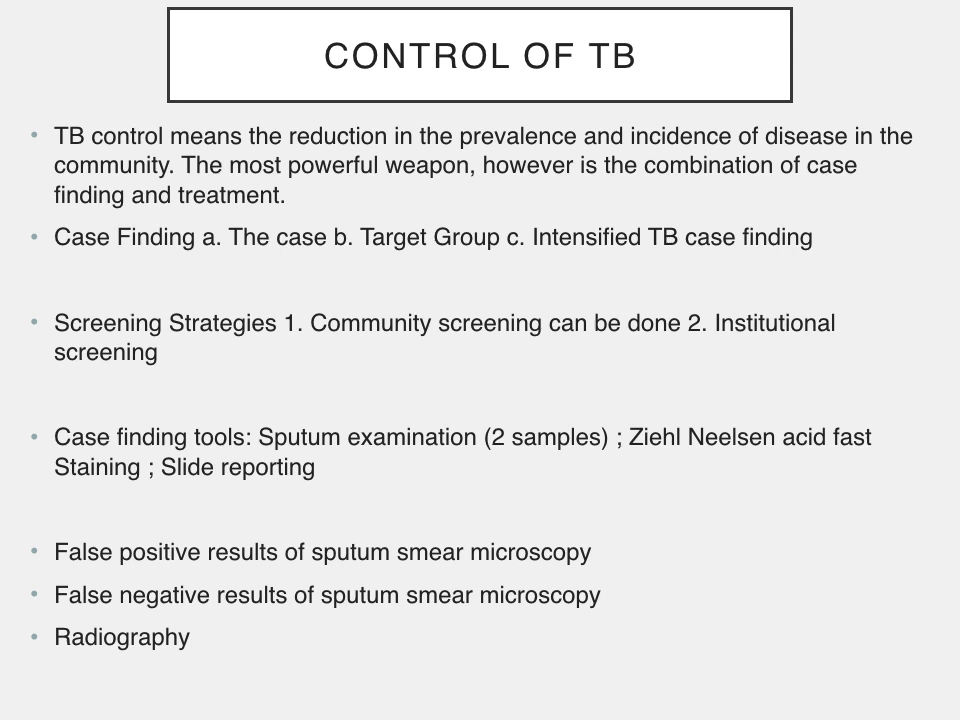 CONTROL OF TB
• TB control means the reduction in the prevalence and incidence of disease in the
community. The most powerful weapon, however is the combination of case
finding and treatment.
• Case Finding a. The case b. Target Group c. Intensified TB case finding
• Screening Strategies 1. Community screening can be done 2. Institutional
screening
• Case finding tools: Sputum examination (2 samples) ; Ziehl Neelsen acid fast
Staining ; Slide reporting
• False positive results of sputum smear microscopy
• False negative results of sputum smear microscopy
• Radiography